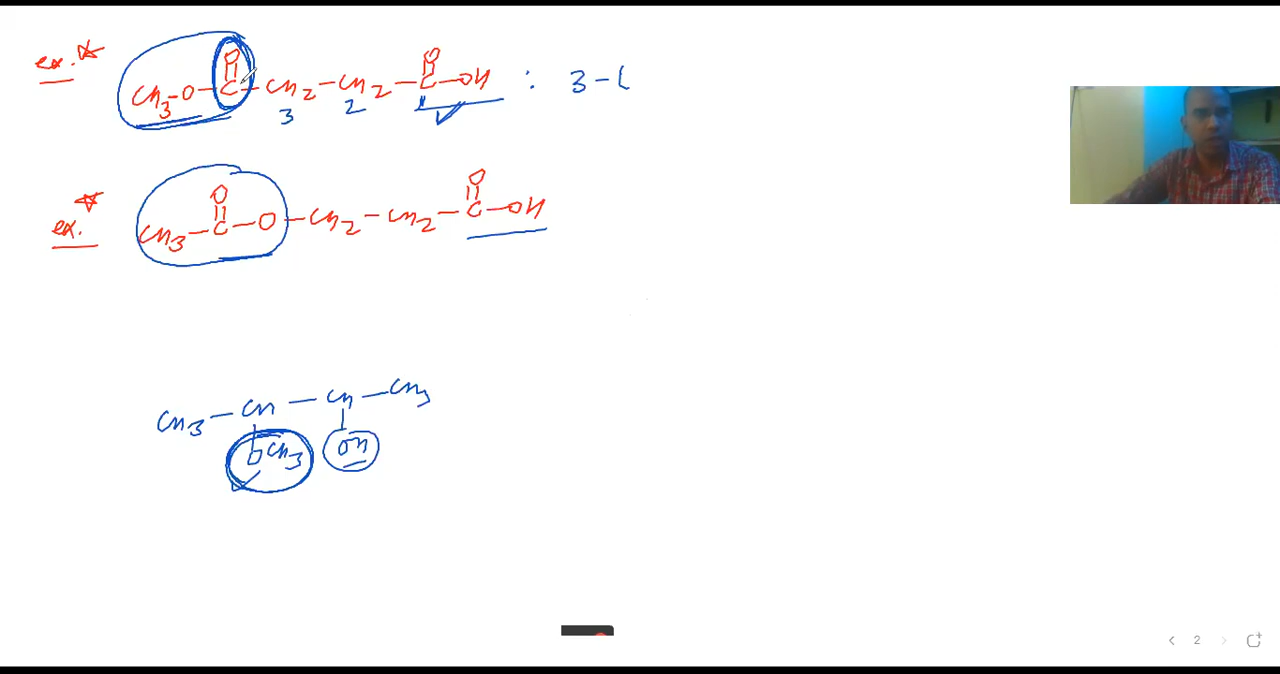 ex.☆ CH3-O-C(=O)-CH2-CH2-C(=O)-OH : 3-(
3 2 1
ex.☆ CH3-C(=O)-O-CH2-CH2-C(=O)-OH
CH3-CH-CH-CH3
OCH3 OH
2